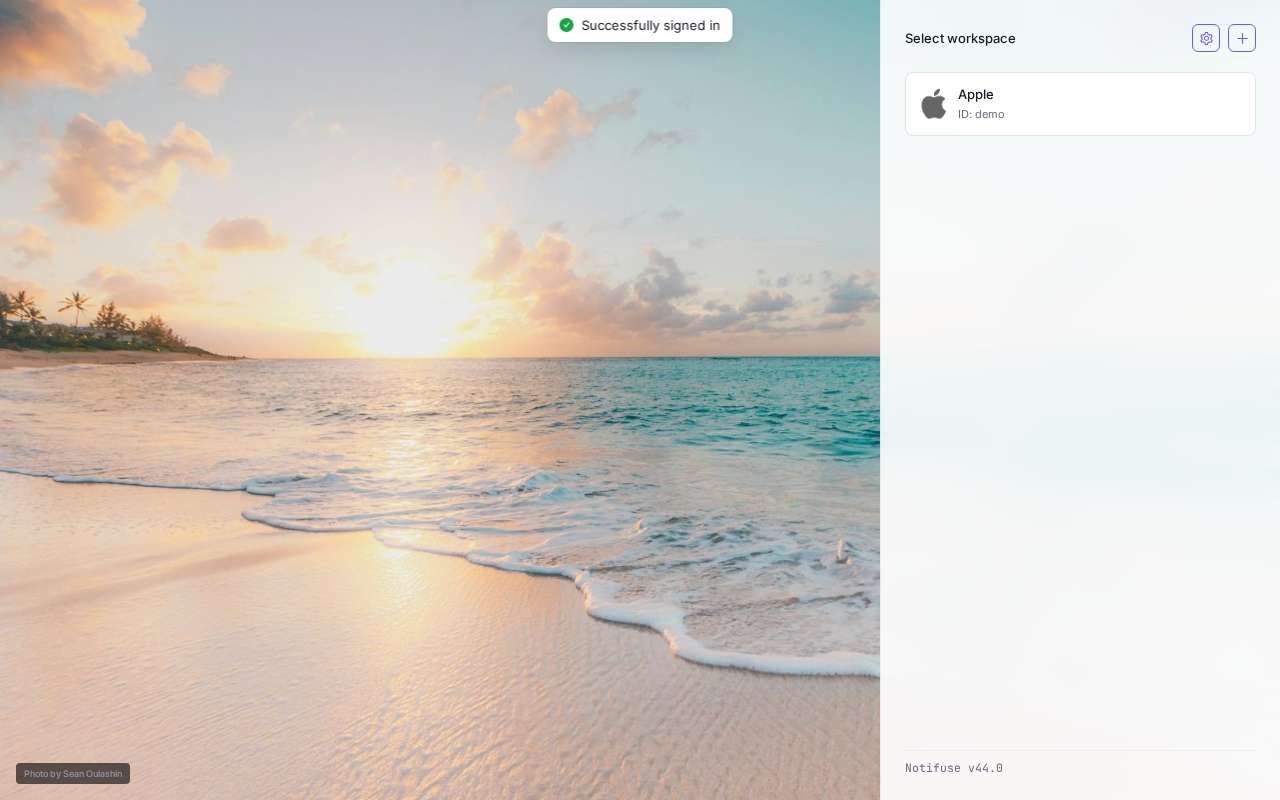 Successfully signed in
Select workspace
Apple
ID: demo
Photo by Sean Oulashin
Notifuse v44.0